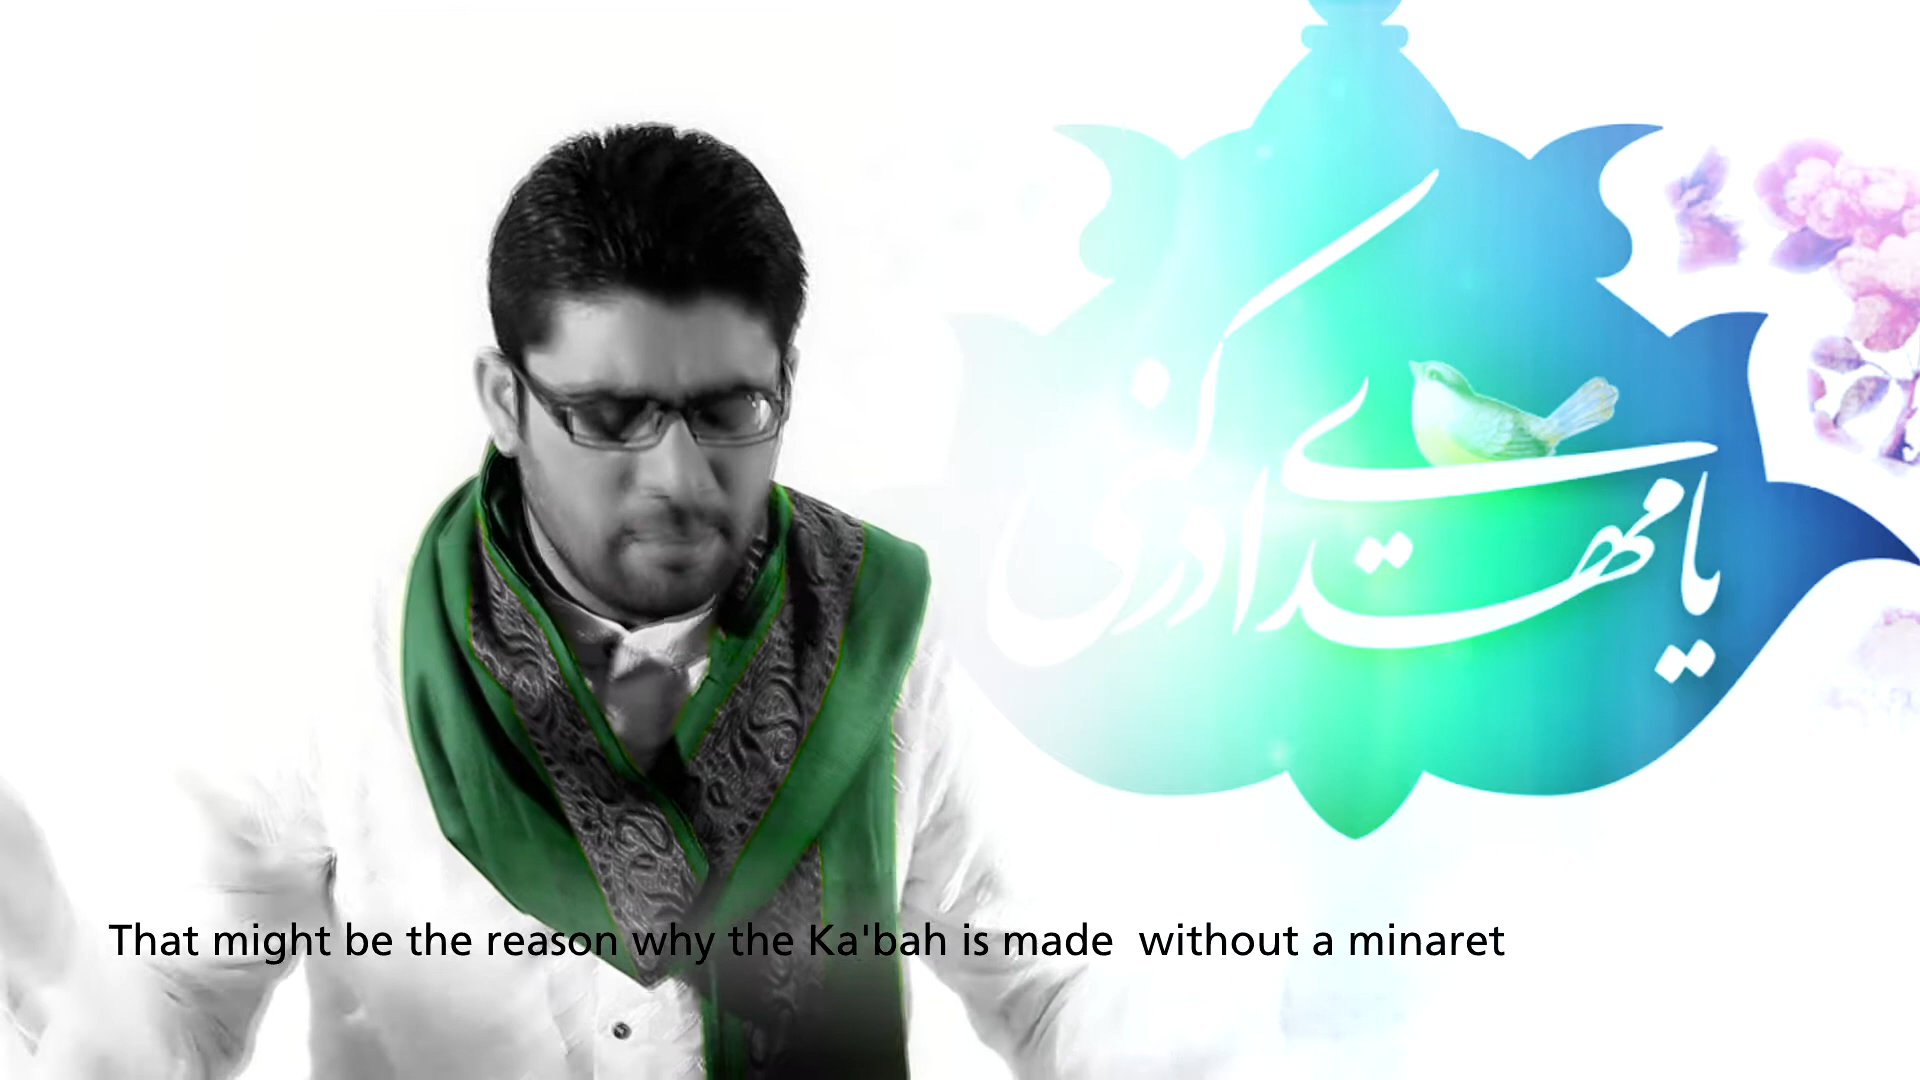 یا مهدی ادرکنی
That might be the reason why the Ka'bah is made  without a minaret